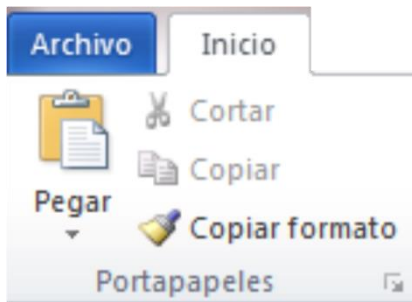 Archivo Inicio
Cortar
Copiar
Pegar
Copiar formato
Portapapeles